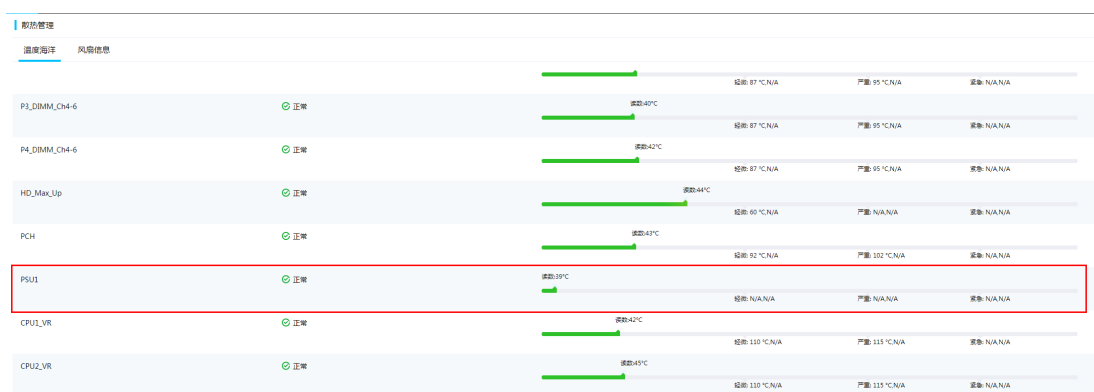 散热管理
温度海洋 风扇信息
轻微: 87 °C,N/A 严重: 95 °C,N/A 紧急: N/A,N/A
P3_DIMM_Ch4-6 正常 读数:40°C
轻微: 87 °C,N/A 严重: 95 °C,N/A 紧急: N/A,N/A
P4_DIMM_Ch4-6 正常 读数:42°C
轻微: 87 °C,N/A 严重: 95 °C,N/A 紧急: N/A,N/A
HD_Max_Up 正常 读数:44°C
轻微: 60 °C,N/A 严重: N/A,N/A 紧急: N/A,N/A
PCH 正常 读数:43°C
轻微: 92 °C,N/A 严重: 102 °C,N/A 紧急: N/A,N/A
PSU1 正常 读数:39°C
轻微: N/A,N/A 严重: N/A,N/A 紧急: N/A,N/A
CPU1_VR 正常 读数:42°C
轻微: 110 °C,N/A 严重: 115 °C,N/A 紧急: N/A,N/A
CPU2_VR 正常 读数:45°C
轻微: 110 °C,N/A 严重: 115 °C,N/A 紧急: N/A,N/A